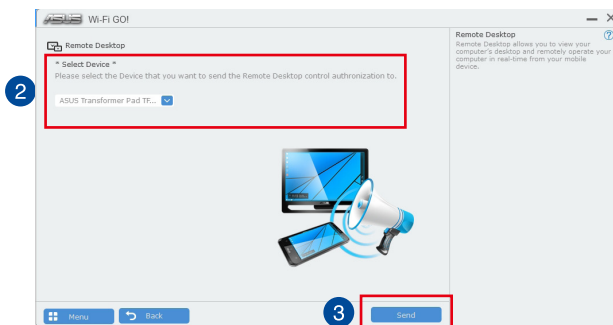 ASUS Wi-Fi GO!
Remote Desktop
* Select Device *
Please select the Device that you want to send the Remote Desktop control authronization to.
ASUS Transformer Pad TF...
2
Menu
Back
3
Send
Remote Desktop
Remote Desktop allows you to view your
computer's desktop and remotely operate your
computer in real-time from your mobile
device.